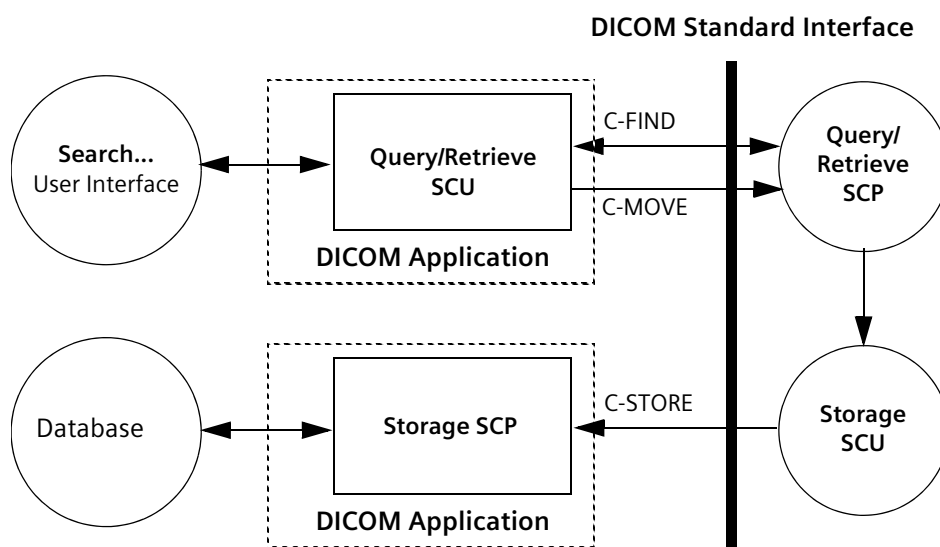 DICOM Standard Interface
Search...
User Interface
Query/Retrieve
SCU
DICOM Application
C-FIND
C-MOVE
Query/
Retrieve
SCP
Database
Storage SCP
DICOM Application
C-STORE
Storage
SCU